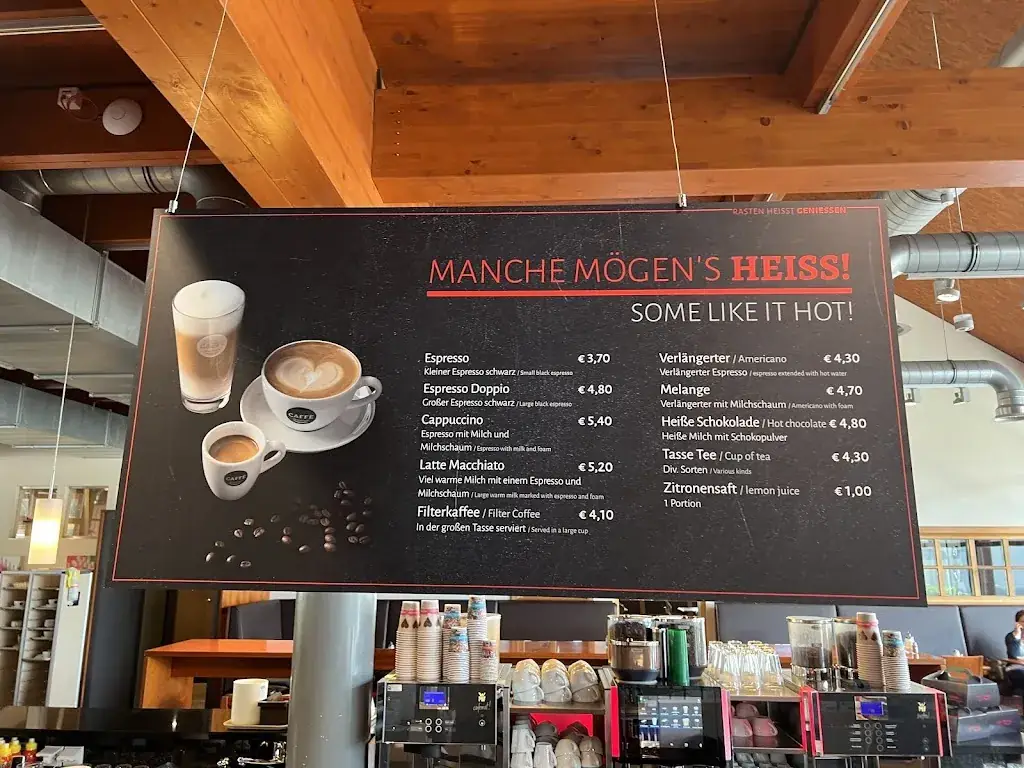 RASTEN HEISST GENIESSEN
MANCHE MÖGEN'S HEISS!
SOME LIKE IT HOT!
Espresso € 3,70
Kleiner Espresso schwarz / Small black espresso
Espresso Doppio € 4,80
Großer Espresso schwarz / Large black espresso
Cappuccino € 5,40
Espresso mit Milch und
Milchschaum / Espresso with milk and foam
Latte Macchiato € 5,20
Viel warme Milch mit einem Espresso und
Milchschaum / Large warm milk marked with espresso and foam
Filterkaffee / Filter Coffee € 4,10
In der großen Tasse serviert / Served in a large cup
Verlängerter / Americano € 4,30
Verlängerter Espresso / espresso extended with hot water
Melange € 4,70
Verlängerter mit Milchschaum / Americano with foam
Heiße Schokolade / Hot chocolate € 4,80
Heiße Milch mit Schokopulver
Tasse Tee / Cup of tea € 4,30
Div. Sorten / Various kinds
Zitronensaft / lemon juice € 1,00
1 Portion
CAFFÈ
CAFFÈ
WMF
WMF